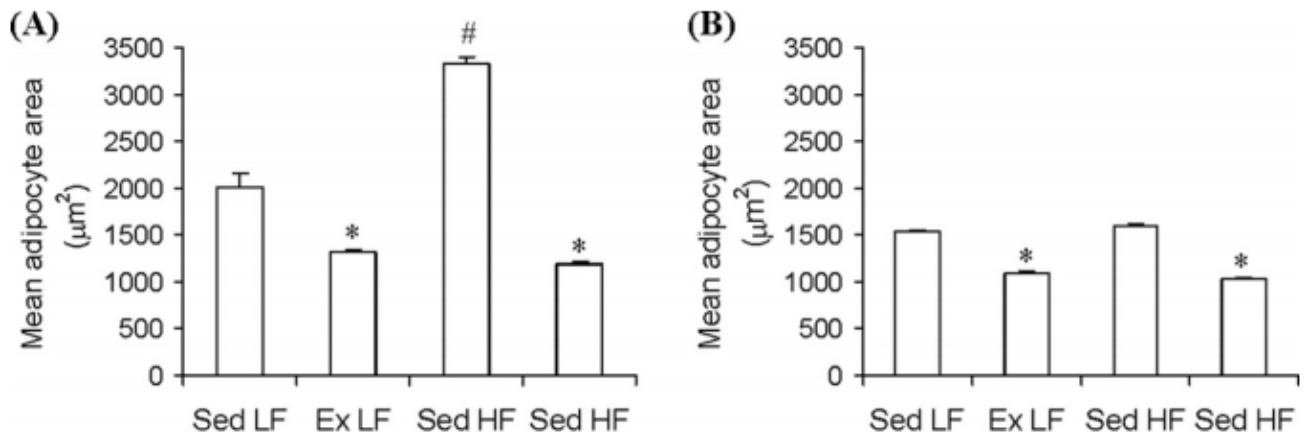 (A)
Mean adipocyte area
(μm²)
3500
3000
2500
2000
1500
1000
500
0
#
*
*
Sed LF
Ex LF
Sed HF
Sed HF
(B)
Mean adipocyte area
(μm²)
3500
3000
2500
2000
1500
1000
500
0
*
*
Sed LF
Ex LF
Sed HF
Sed HF